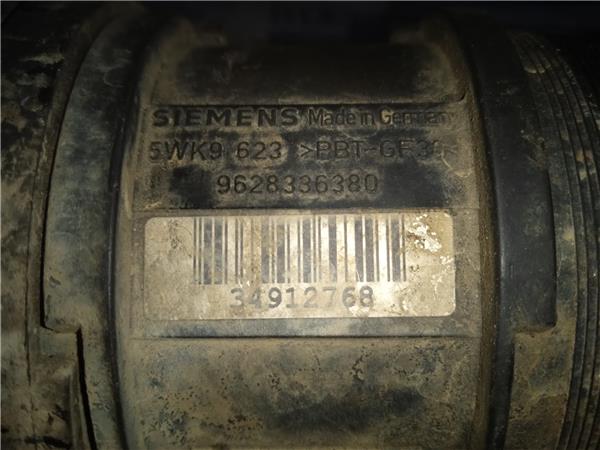 SIEMENS Made in Germany
5WK9 623 >PBT-GF30<
9628336380
34912768